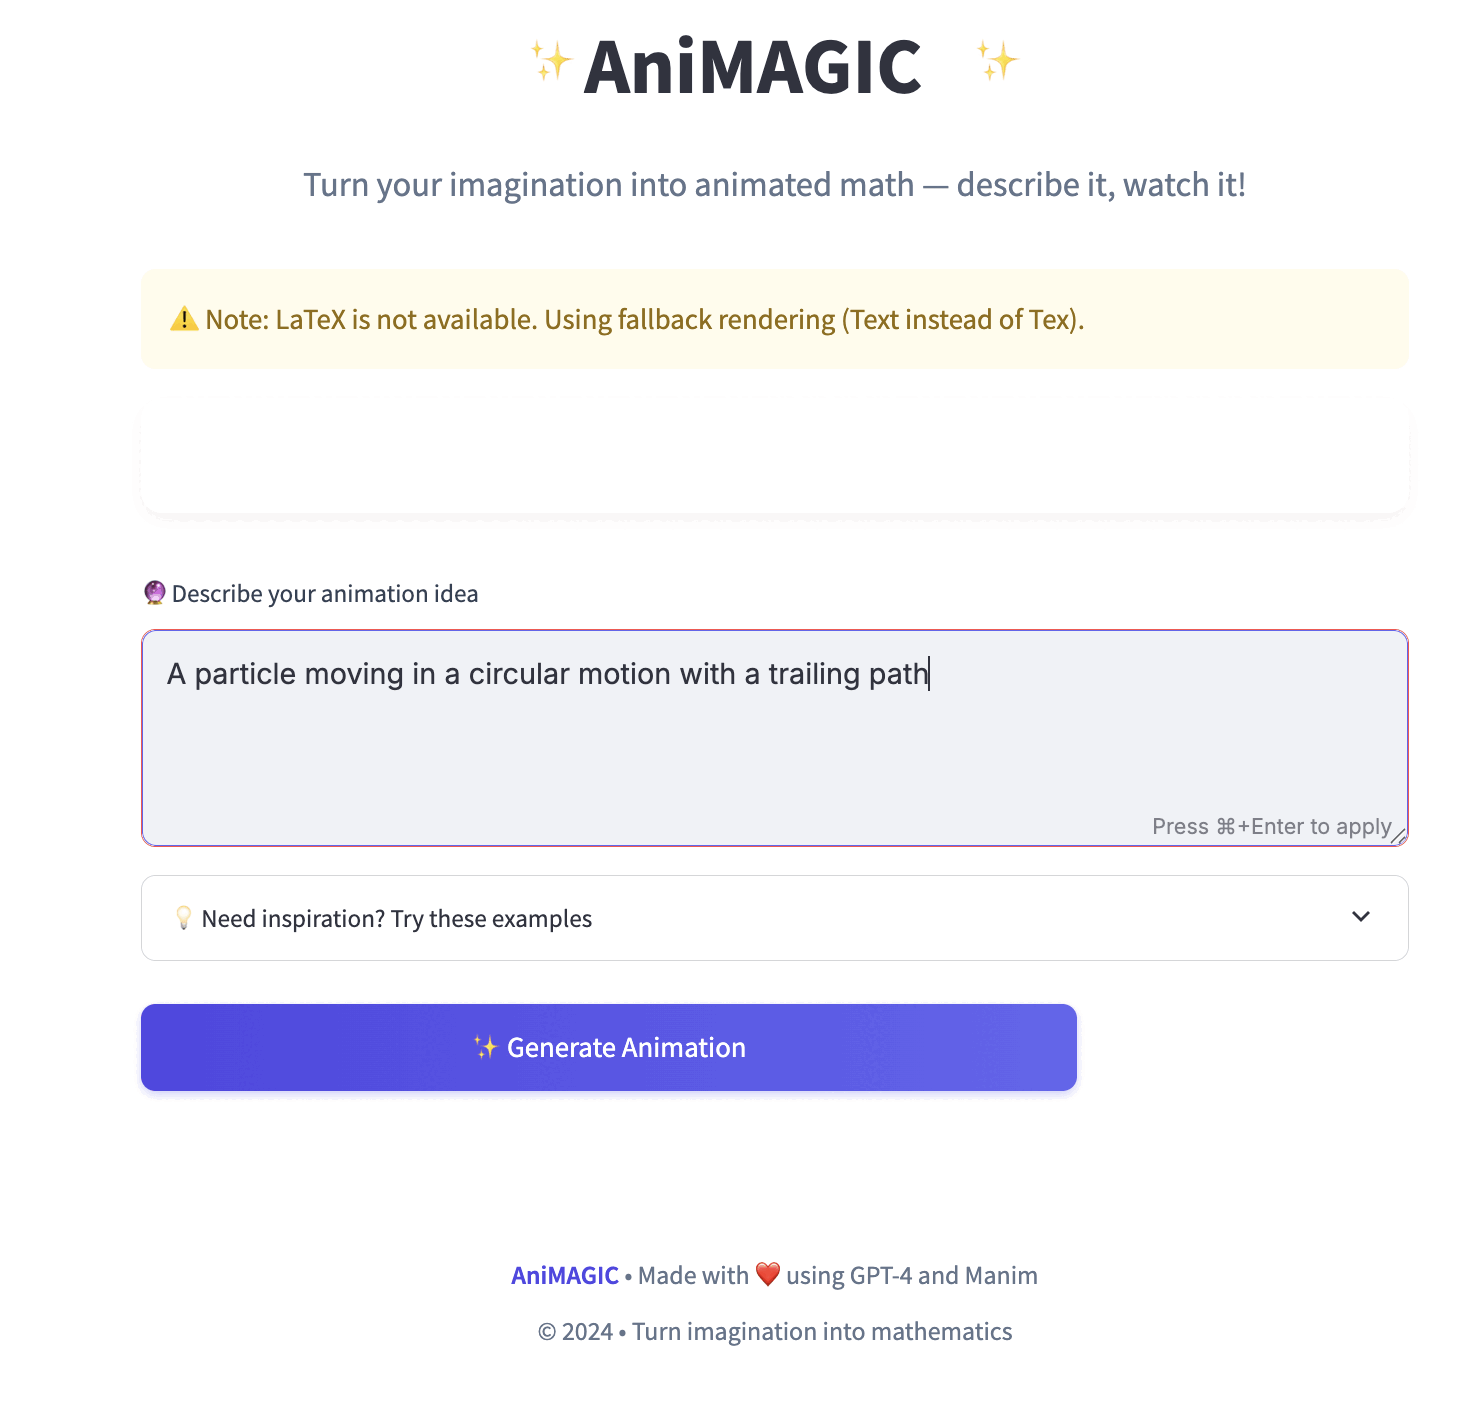 ✨AniMAGIC ✨
Turn your imagination into animated math — describe it, watch it!
⚠️ Note: LaTeX is not available. Using fallback rendering (Text instead of Tex).
🔮 Describe your animation idea
A particle moving in a circular motion with a trailing path
Press ⌘+Enter to apply
💡 Need inspiration? Try these examples
✨ Generate Animation
AniMAGIC • Made with ❤️ using GPT-4 and Manim
© 2024 • Turn imagination into mathematics